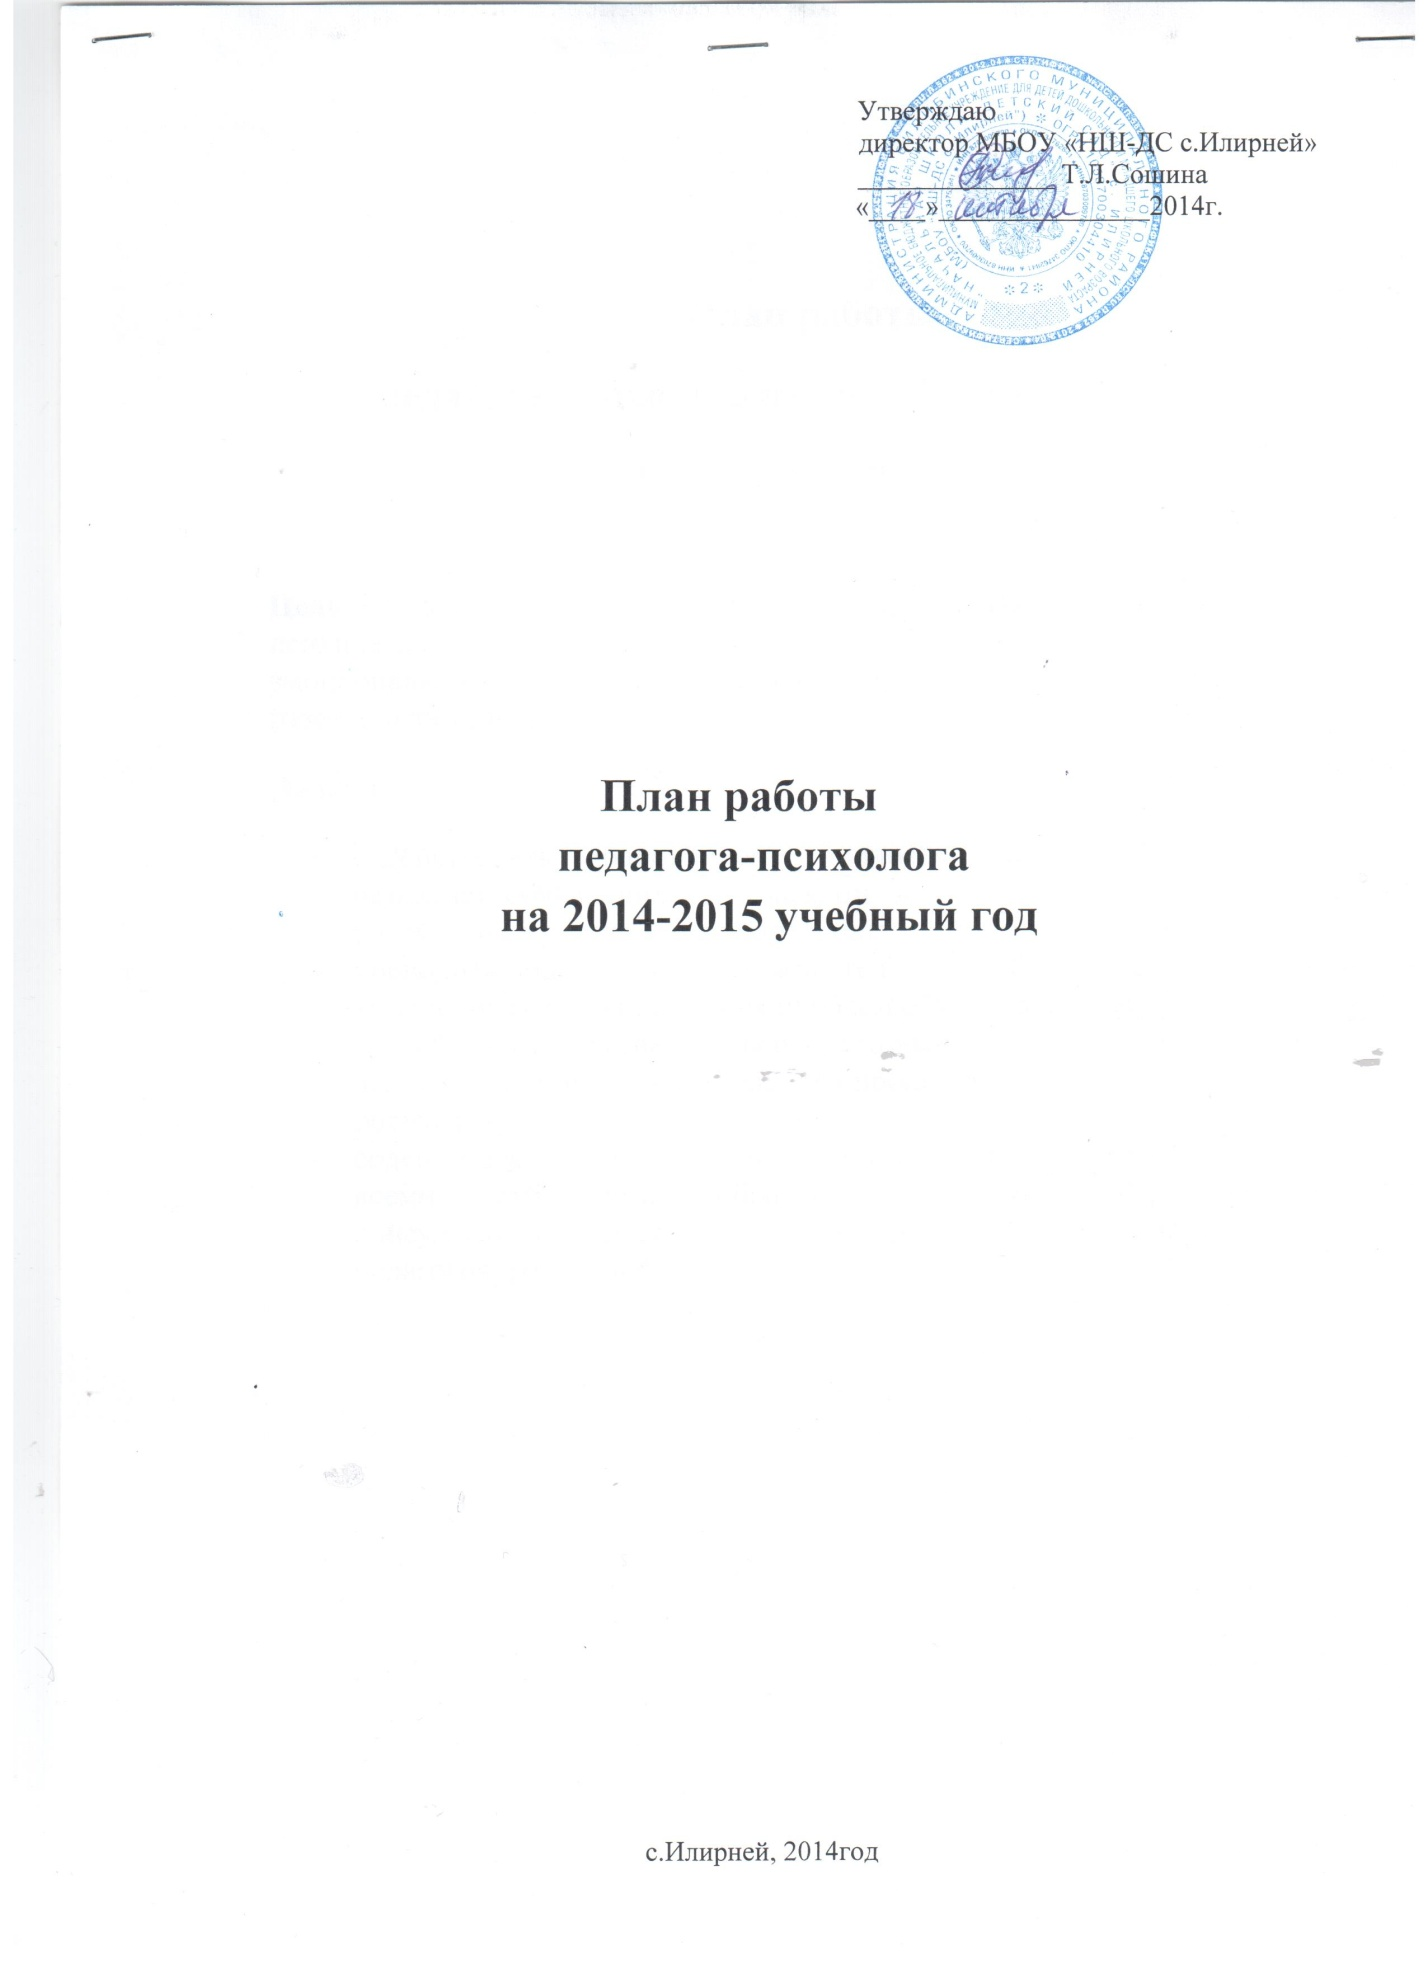 Утверждаю
директор МБОУ «НШ-ДС с.Илирней»
Т.Л.Сошина
«18» сентября 2014г.
План работы
педагога-психолога
на 2014-2015 учебный год
с.Илирней, 2014год